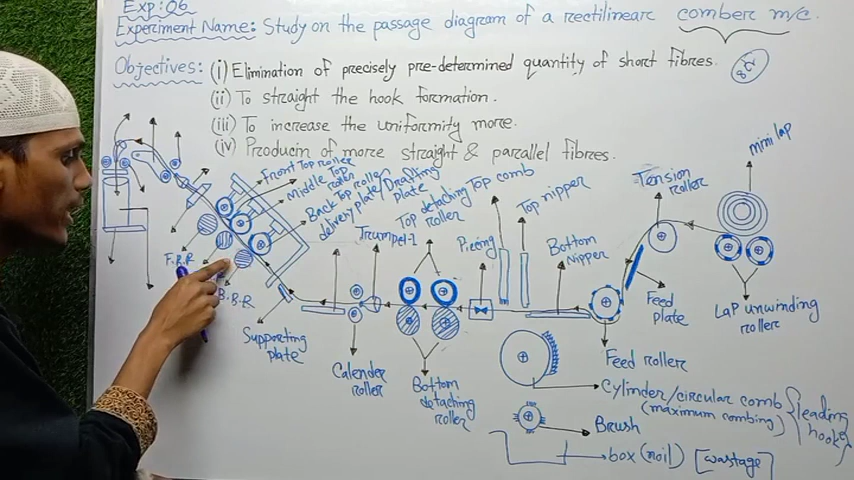 Exp: 06
Experiment Name: Study on the passage diagram of a rectilinear comber m/c.
Objectives: (i) Elimination of precisely pre-determined quantity of short fibres.
(ii) To straight the hook formation.
(iii) To increase the uniformity more.
(iv) Producin of more straight & parallel fibres.
Front Top roller
Middle Top roller
Back Top roller
delivery plate/Drafting plate
F.B.R
B.B.R
Supporting plate
Trumpet-1
Calender roller
Top detaching roller
Bottom detaching roller
Piecing
Top comb
Top nipper
Bottom Nipper
Tension roller
Feed plate
Feed roller
mini lap
Lap unwinding roller
Cylinder/circular comb
(maximum combing)
leading hook
Brush
box (noil) [wastage]